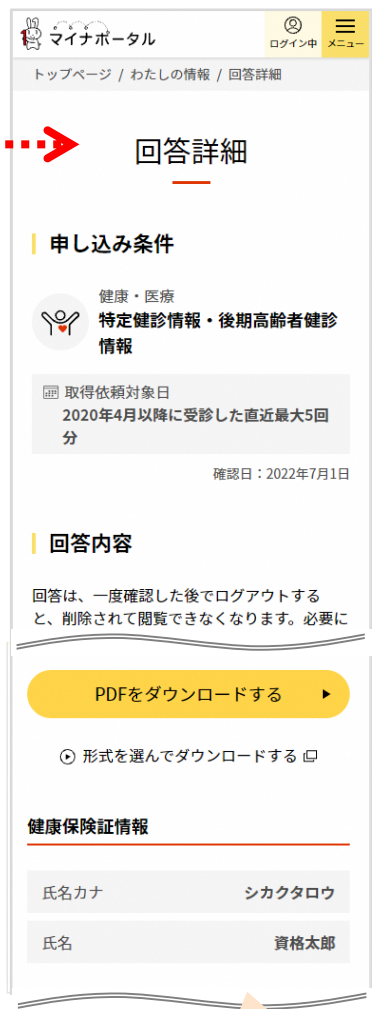 マイナポータル
ログイン中
メニュー
トップページ / わたしの情報 / 回答詳細
回答詳細
申し込み条件
健康・医療
特定健診情報・後期高齢者健診
情報
取得依頼対象日
2020年4月以降に受診した直近最大5回
分
確認日：2022年7月1日
回答内容
回答は、一度確認した後でログアウトする
と、削除されて閲覧できなくなります。必要に
PDFをダウンロードする
形式を選んでダウンロードする
健康保険証情報
氏名カナ
シカクタロウ
氏名
資格太郎